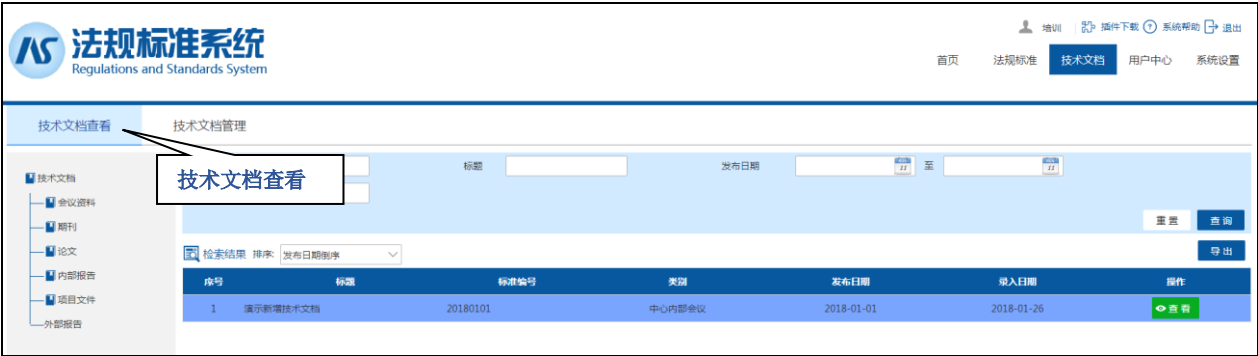 法规标准系统
Regulations and Standards System
培训 插件下载 系统帮助 退出
首页 法规标准 技术文档 用户中心 系统设置
技术文档查看 技术文档管理
技术文档查看
标题 发布日期 11 至 11
重置 查询
技术文档
会议资料
期刊
论文
内部报告
项目文件
外部报告
检索结果 排序: 发布日期倒序
导出
序号 标题 标准编号 类别 发布日期 录入日期 操作
1 演示新增技术文档 20180101 中心内部会议 2018-01-01 2018-01-26 查看